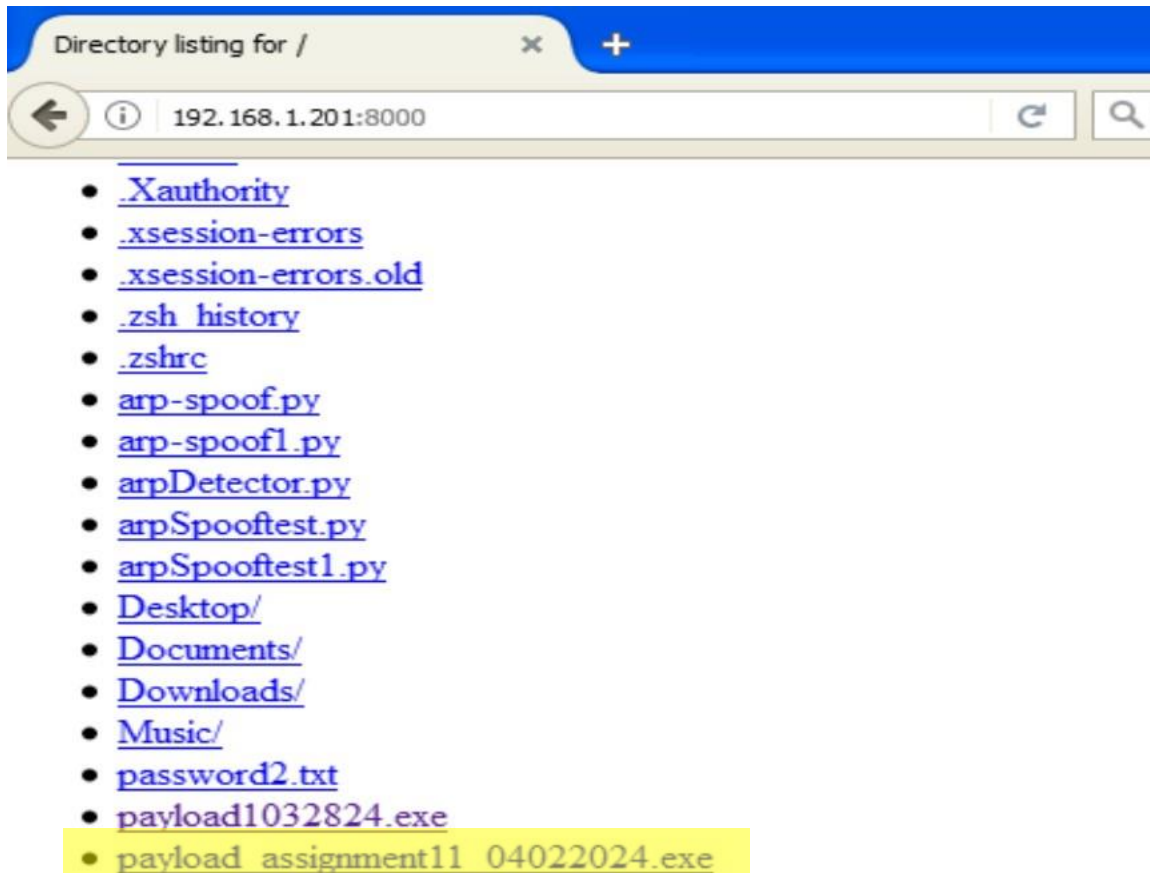 Directory listing for /
192.168.1.201:8000
.Xauthority
.xsession-errors
.xsession-errors.old
.zsh_history
.zshrc
arp-spoof.py
arp-spoof1.py
arpDetector.py
arpSpooftest.py
arpSpooftest1.py
Desktop/
Documents/
Downloads/
Music/
password2.txt
payload1032824.exe
payload_assignment11_04022024.exe